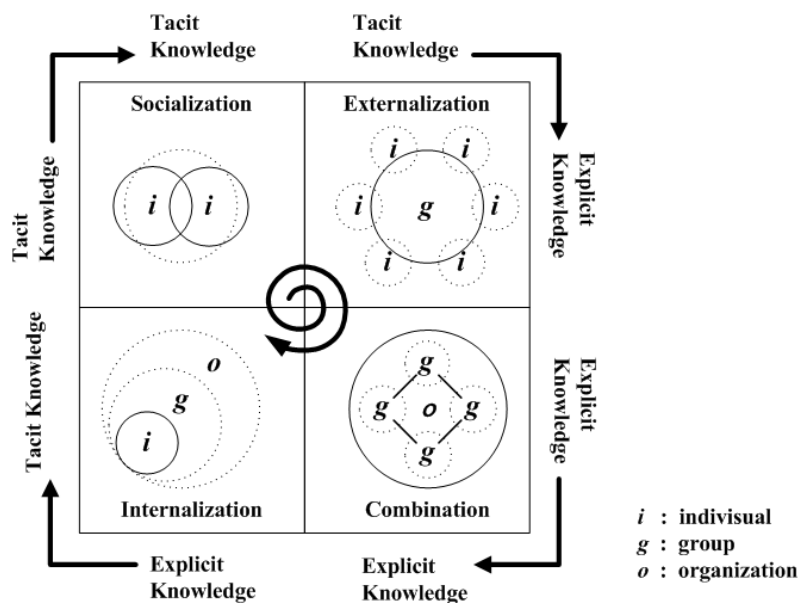 Tacit
Knowledge
Tacit
Knowledge
Socialization
Externalization
i
i
i
i
i
g
i
i
i
Tacit
Knowledge
Explicit
Knowledge
Tacit Knowledge
o
g
i
Internalization
g
g
o
g
g
Combination
Explicit
Knowledge
Explicit
Knowledge
Explicit
Knowledge
i : indivisual
g : group
o : organization